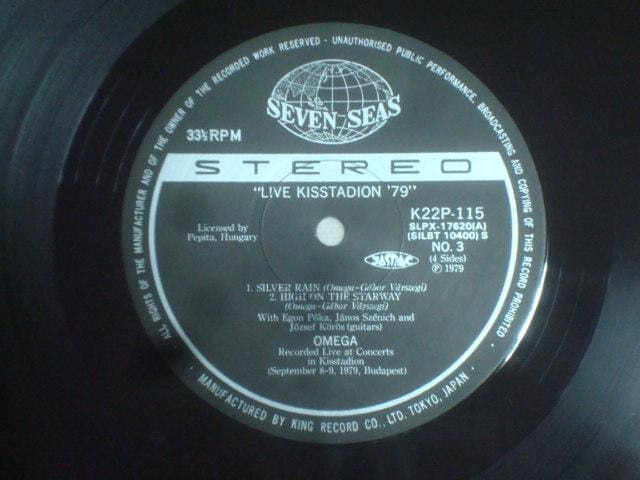 ALL RIGHTS OF THE MANUFACTURER AND OF THE OWNER OF THE RECORDED WORK RESERVED · UNAUTHORISED PUBLIC PERFORMANCE, BROADCASTING AND COPYING OF THIS RECORD PROHIBITED.
SEVEN SEAS
33⅓RPM
STEREO
"LIVE KISSTADION '79"
Licensed by
Pepita, Hungary
K22P-115
SLPX-17620(A)
(SILBT 10400) S
NO. 3
(4 Sides)
Ⓟ 1979
JASRAC
1. SILVER RAIN (Omega-Gábor Várszegi)
2. HIGH ON THE STARWAY
(Omega-Gábor Várszegi)
With Egon Póka, János Szénich and
József Körös (guitars)
OMEGA
Recorded Live at Concerts
in Kisstadion
(September 8-9, 1979, Budapest)
· MANUFACTURED BY KING RECORD CO., LTD. TOKYO, JAPAN ·